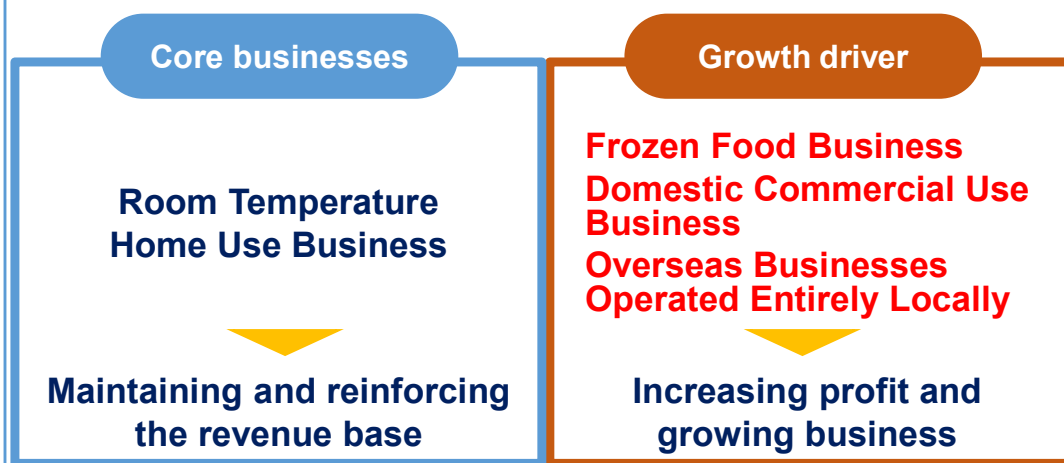 Core businesses
Room Temperature
Home Use Business
Maintaining and reinforcing
the revenue base
Growth driver
Frozen Food Business
Domestic Commercial Use
Business
Overseas Businesses
Operated Entirely Locally
Increasing profit and
growing business